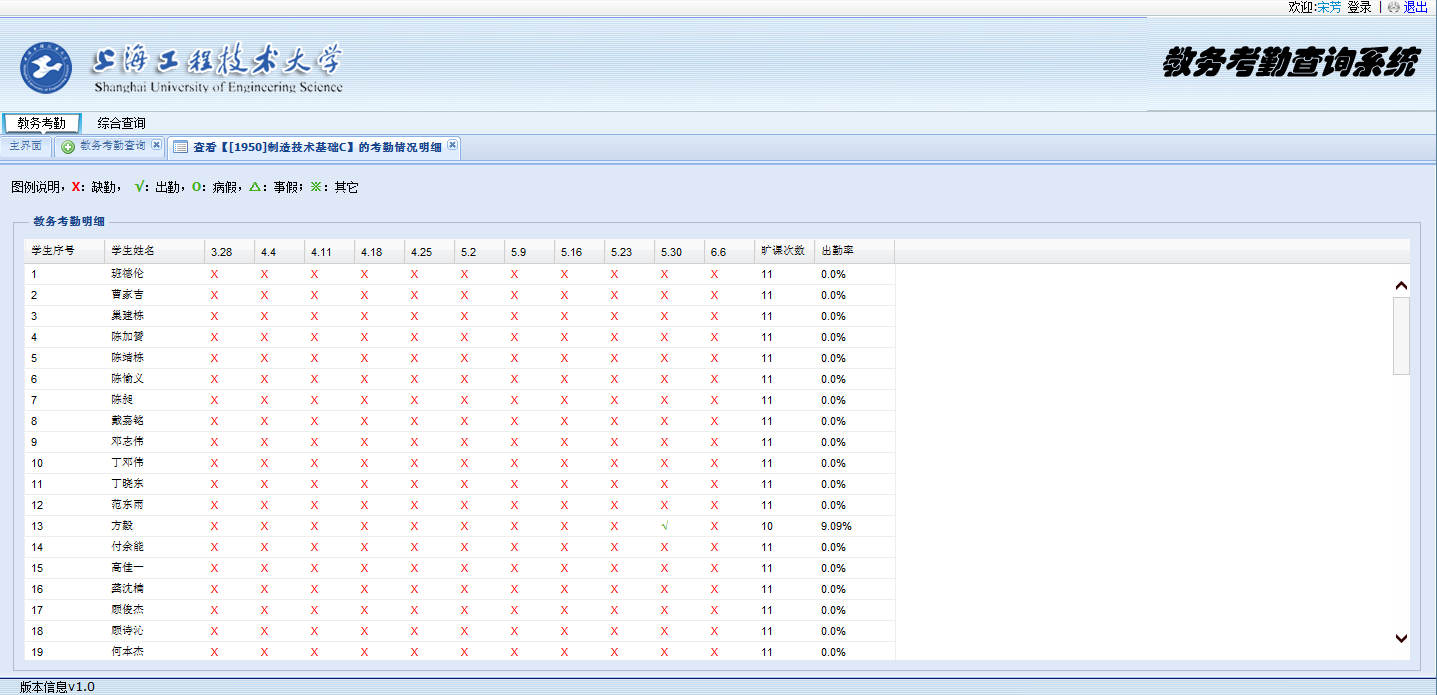 欢迎:宋芳 登录 | 退出
上海工程技术大学
Shanghai University of Engineering Science
教务考勤查询系统
教务考勤 综合查询
主界面 教务考勤查询 查看【[1950]制造技术基础C】的考勤情况明细
图例说明，X：缺勤， √：出勤，O：病假，△：事假；※：其它
教务考勤明细
学生序号 学生姓名 3.28 4.4 4.11 4.18 4.25 5.2 5.9 5.16 5.23 5.30 6.6 旷课次数 出勤率
1 班德伦 X X X X X X X X X X X 11 0.0%
2 曹家吉 X X X X X X X X X X X 11 0.0%
3 巢建栋 X X X X X X X X X X X 11 0.0%
4 陈加赟 X X X X X X X X X X X 11 0.0%
5 陈靖栋 X X X X X X X X X X X 11 0.0%
6 陈愉义 X X X X X X X X X X X 11 0.0%
7 陈昶 X X X X X X X X X X X 11 0.0%
8 戴嘉铭 X X X X X X X X X X X 11 0.0%
9 邓志伟 X X X X X X X X X X X 11 0.0%
10 丁邓伟 X X X X X X X X X X X 11 0.0%
11 丁晓东 X X X X X X X X X X X 11 0.0%
12 范东雨 X X X X X X X X X X X 11 0.0%
13 方毅 X X X X X X X X X √ X 10 9.09%
14 付余能 X X X X X X X X X X X 11 0.0%
15 高佳一 X X X X X X X X X X X 11 0.0%
16 龚沈楠 X X X X X X X X X X X 11 0.0%
17 顾俊杰 X X X X X X X X X X X 11 0.0%
18 顾诗沁 X X X X X X X X X X X 11 0.0%
19 何本杰 X X X X X X X X X X X 11 0.0%
版本信息v1.0